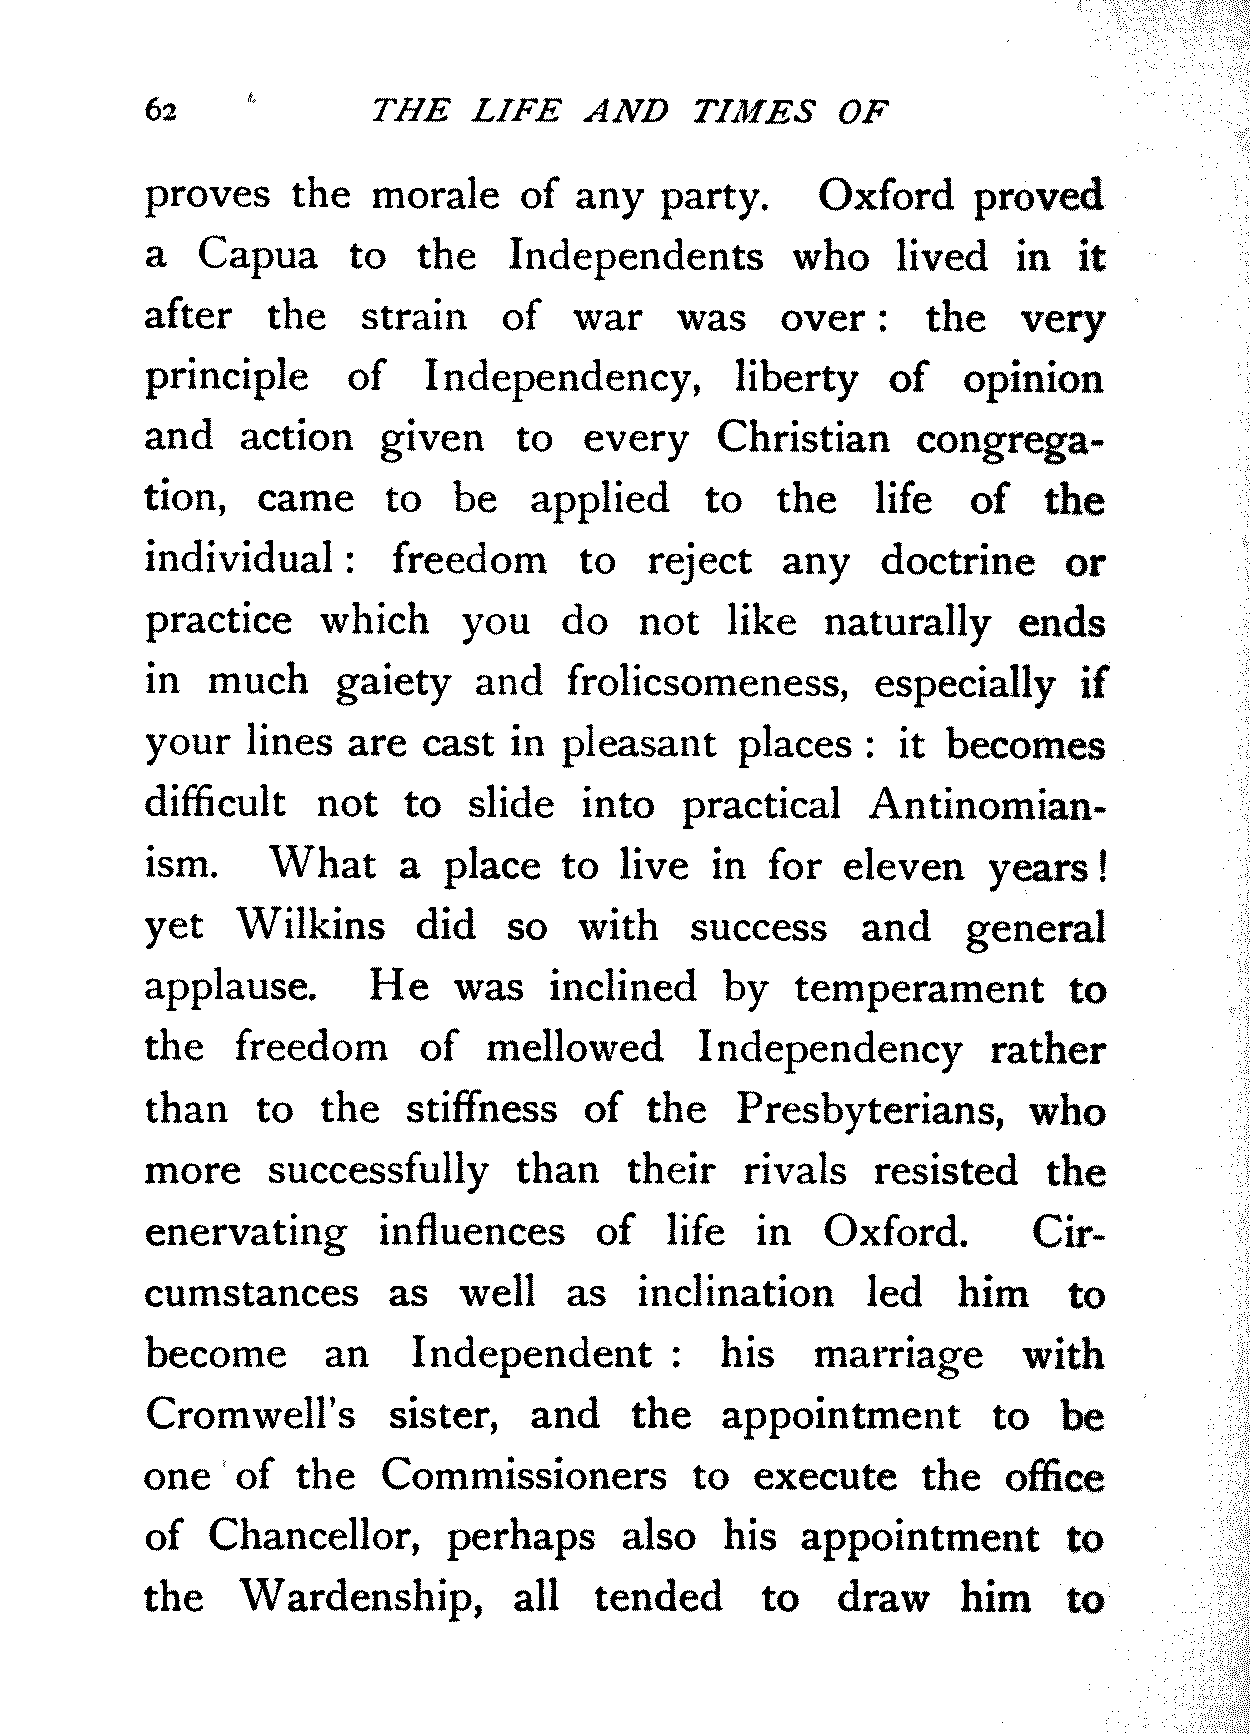 62 THE LIFE AND TIMES OF
proves the morale of any party. Oxford proved
a Capua to the Independents who lived in it
after the strain of war was over : the very
principle of Independency, liberty of opinion
and action given to every Christian congrega-
tion, came to be applied to the life of the
individual : freedom to reject any doctrine or
practice which you do not like naturally ends
in much gaiety and frolicsomeness, especially if
your lines are cast in pleasant places : it becomes
difficult not to slide into practical Antinomian-
ism. What a place to live in for eleven years !
yet Wilkins did so with success and general
applause. He was inclined by temperament to
the freedom of mellowed Independency rather
than to the stiffness of the Presbyterians, who
more successfully than their rivals resisted the
enervating influences of life in Oxford. Cir-
cumstances as well as inclination led him to
become an Independent : his marriage with
Cromwell's sister, and the appointment to be
one of the Commissioners to execute the office
of Chancellor, perhaps also his appointment to
the Wardenship, all tended to draw him to